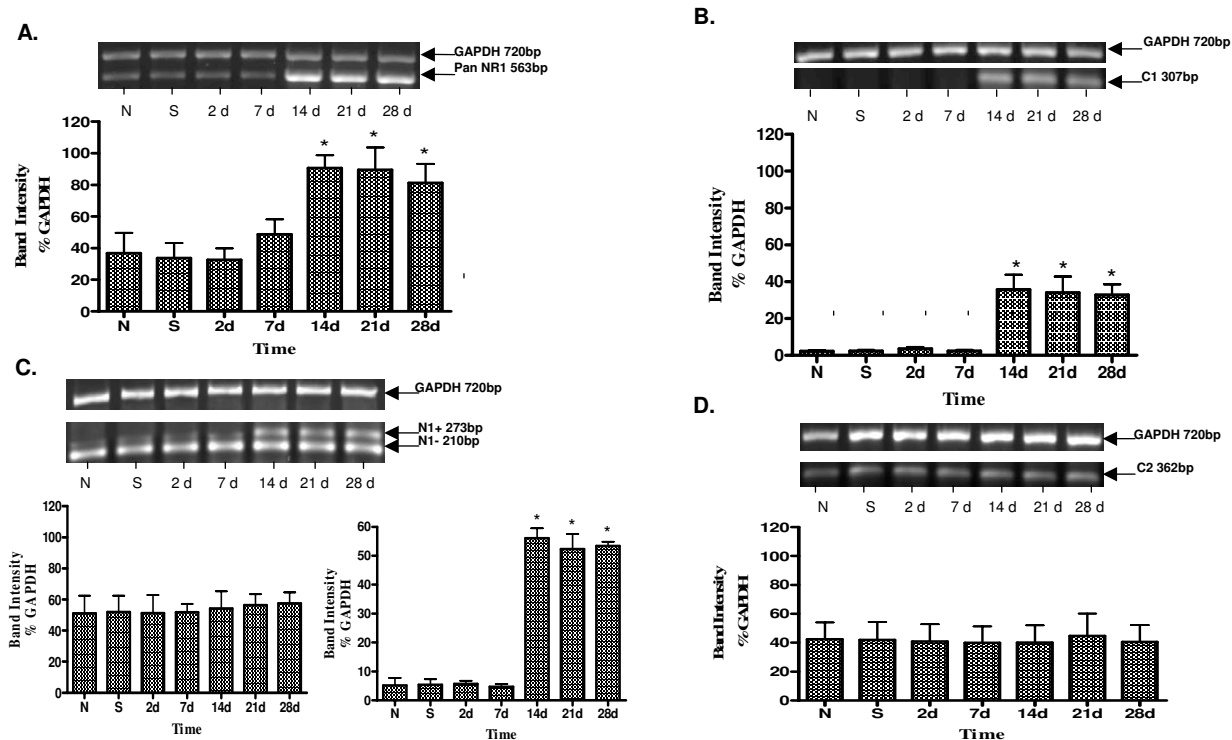 A.
GAPDH 720bp
Pan NR1 563bp
N S 2 d 7 d 14 d 21 d 28 d
120
100
80
60
40
20
0
Band Intensity
% GAPDH
* * *
N S 2d 7d 14d 21d 28d
Time
B.
GAPDH 720bp
C1 307bp
N S 2 d 7 d 14 d 21 d 28 d
120
100
80
60
40
20
0
Band Intensity
% GAPDH
* * *
N S 2d 7d 14d 21d 28d
Time
C.
GAPDH 720bp
N1+ 273bp
N1- 210bp
N S 2 d 7 d 14 d 21 d 28 d
120
100
80
60
40
20
0
Band Intensity
% GAPDH
N S 2d 7d 14d 21d 28d
Time
60
50
40
30
20
10
0
Band Intensity
% GAPDH
* * *
N S 2d 7d 14d 21d 28d
Time
D.
GAPDH 720bp
C2 362bp
N S 2 d 7 d 14 d 21 d 28 d
120
100
80
60
40
20
0
Band Intensity
% GAPDH
N S 2d 7d 14d 21d 28d
Time